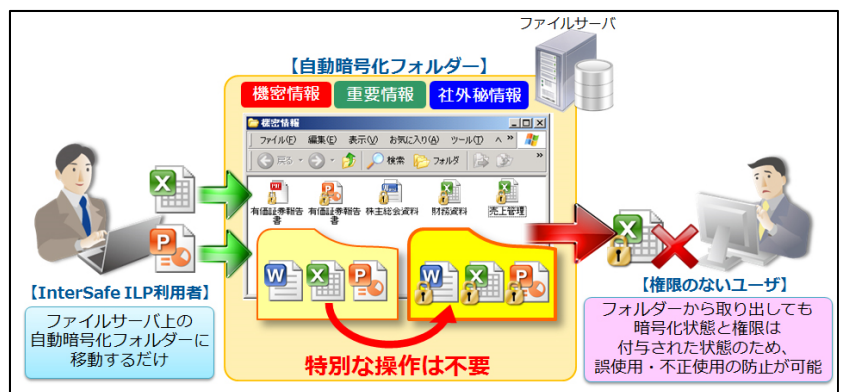 ファイルサーバ
【自動暗号化フォルダー】
機密情報 重要情報 社外秘情報
機密情報
ファイル(F) 編集(E) 表示(V) お気に入り(A) ツール(T) ^ »
戻る 検索 フォルダ »
有価証券報告書 有価証券報告書 株主総会資料 財務資料 売上管理
W X P W X P
特別な操作は不要
【InterSafe ILP利用者】
ファイルサーバ上の
自動暗号化フォルダーに
移動するだけ
【権限のないユーザ】
フォルダーから取り出しても
暗号化状態と権限は
付与された状態のため、
誤使用・不正使用の防止が可能